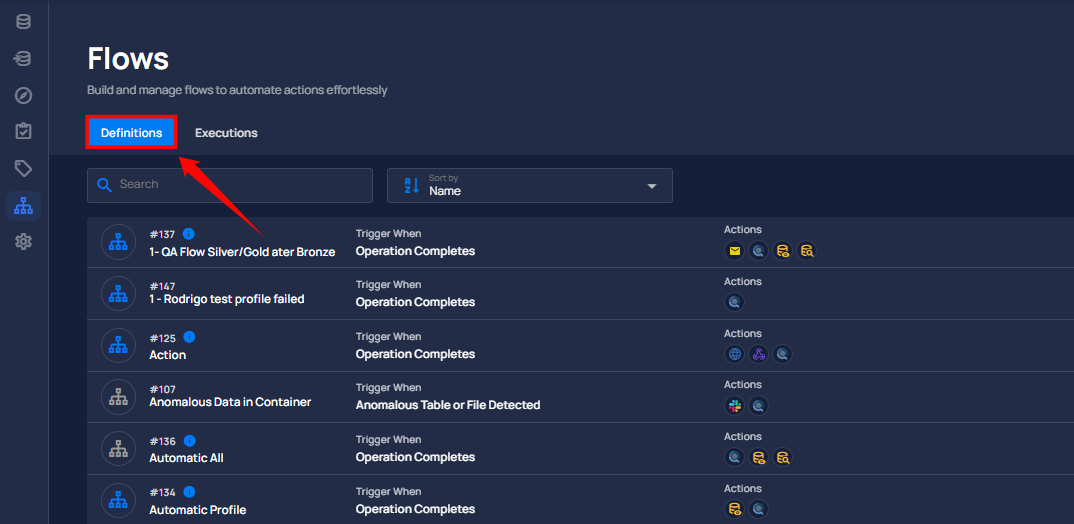 Flows
Build and manage flows to automate actions effortlessly
Definitions
Executions
Search
Sort by
Name
#137
1- QA Flow Silver/Gold ater Bronze
Trigger When
Operation Completes
Actions
#147
1 - Rodrigo test profile failed
Trigger When
Operation Completes
Actions
#125
Action
Trigger When
Operation Completes
Actions
#107
Anomalous Data in Container
Trigger When
Anomalous Table or File Detected
Actions
#136
Automatic All
Trigger When
Operation Completes
Actions
#134
Automatic Profile
Trigger When
Operation Completes
Actions